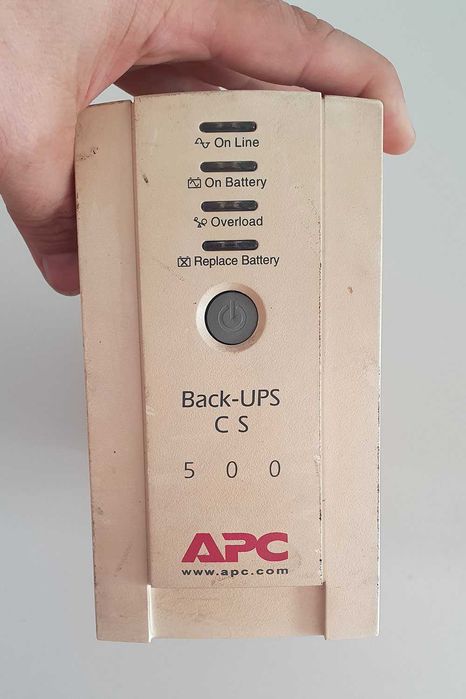 On Line
On Battery
Overload
Replace Battery
Back-UPS
CS
500
APC
www.apc.com